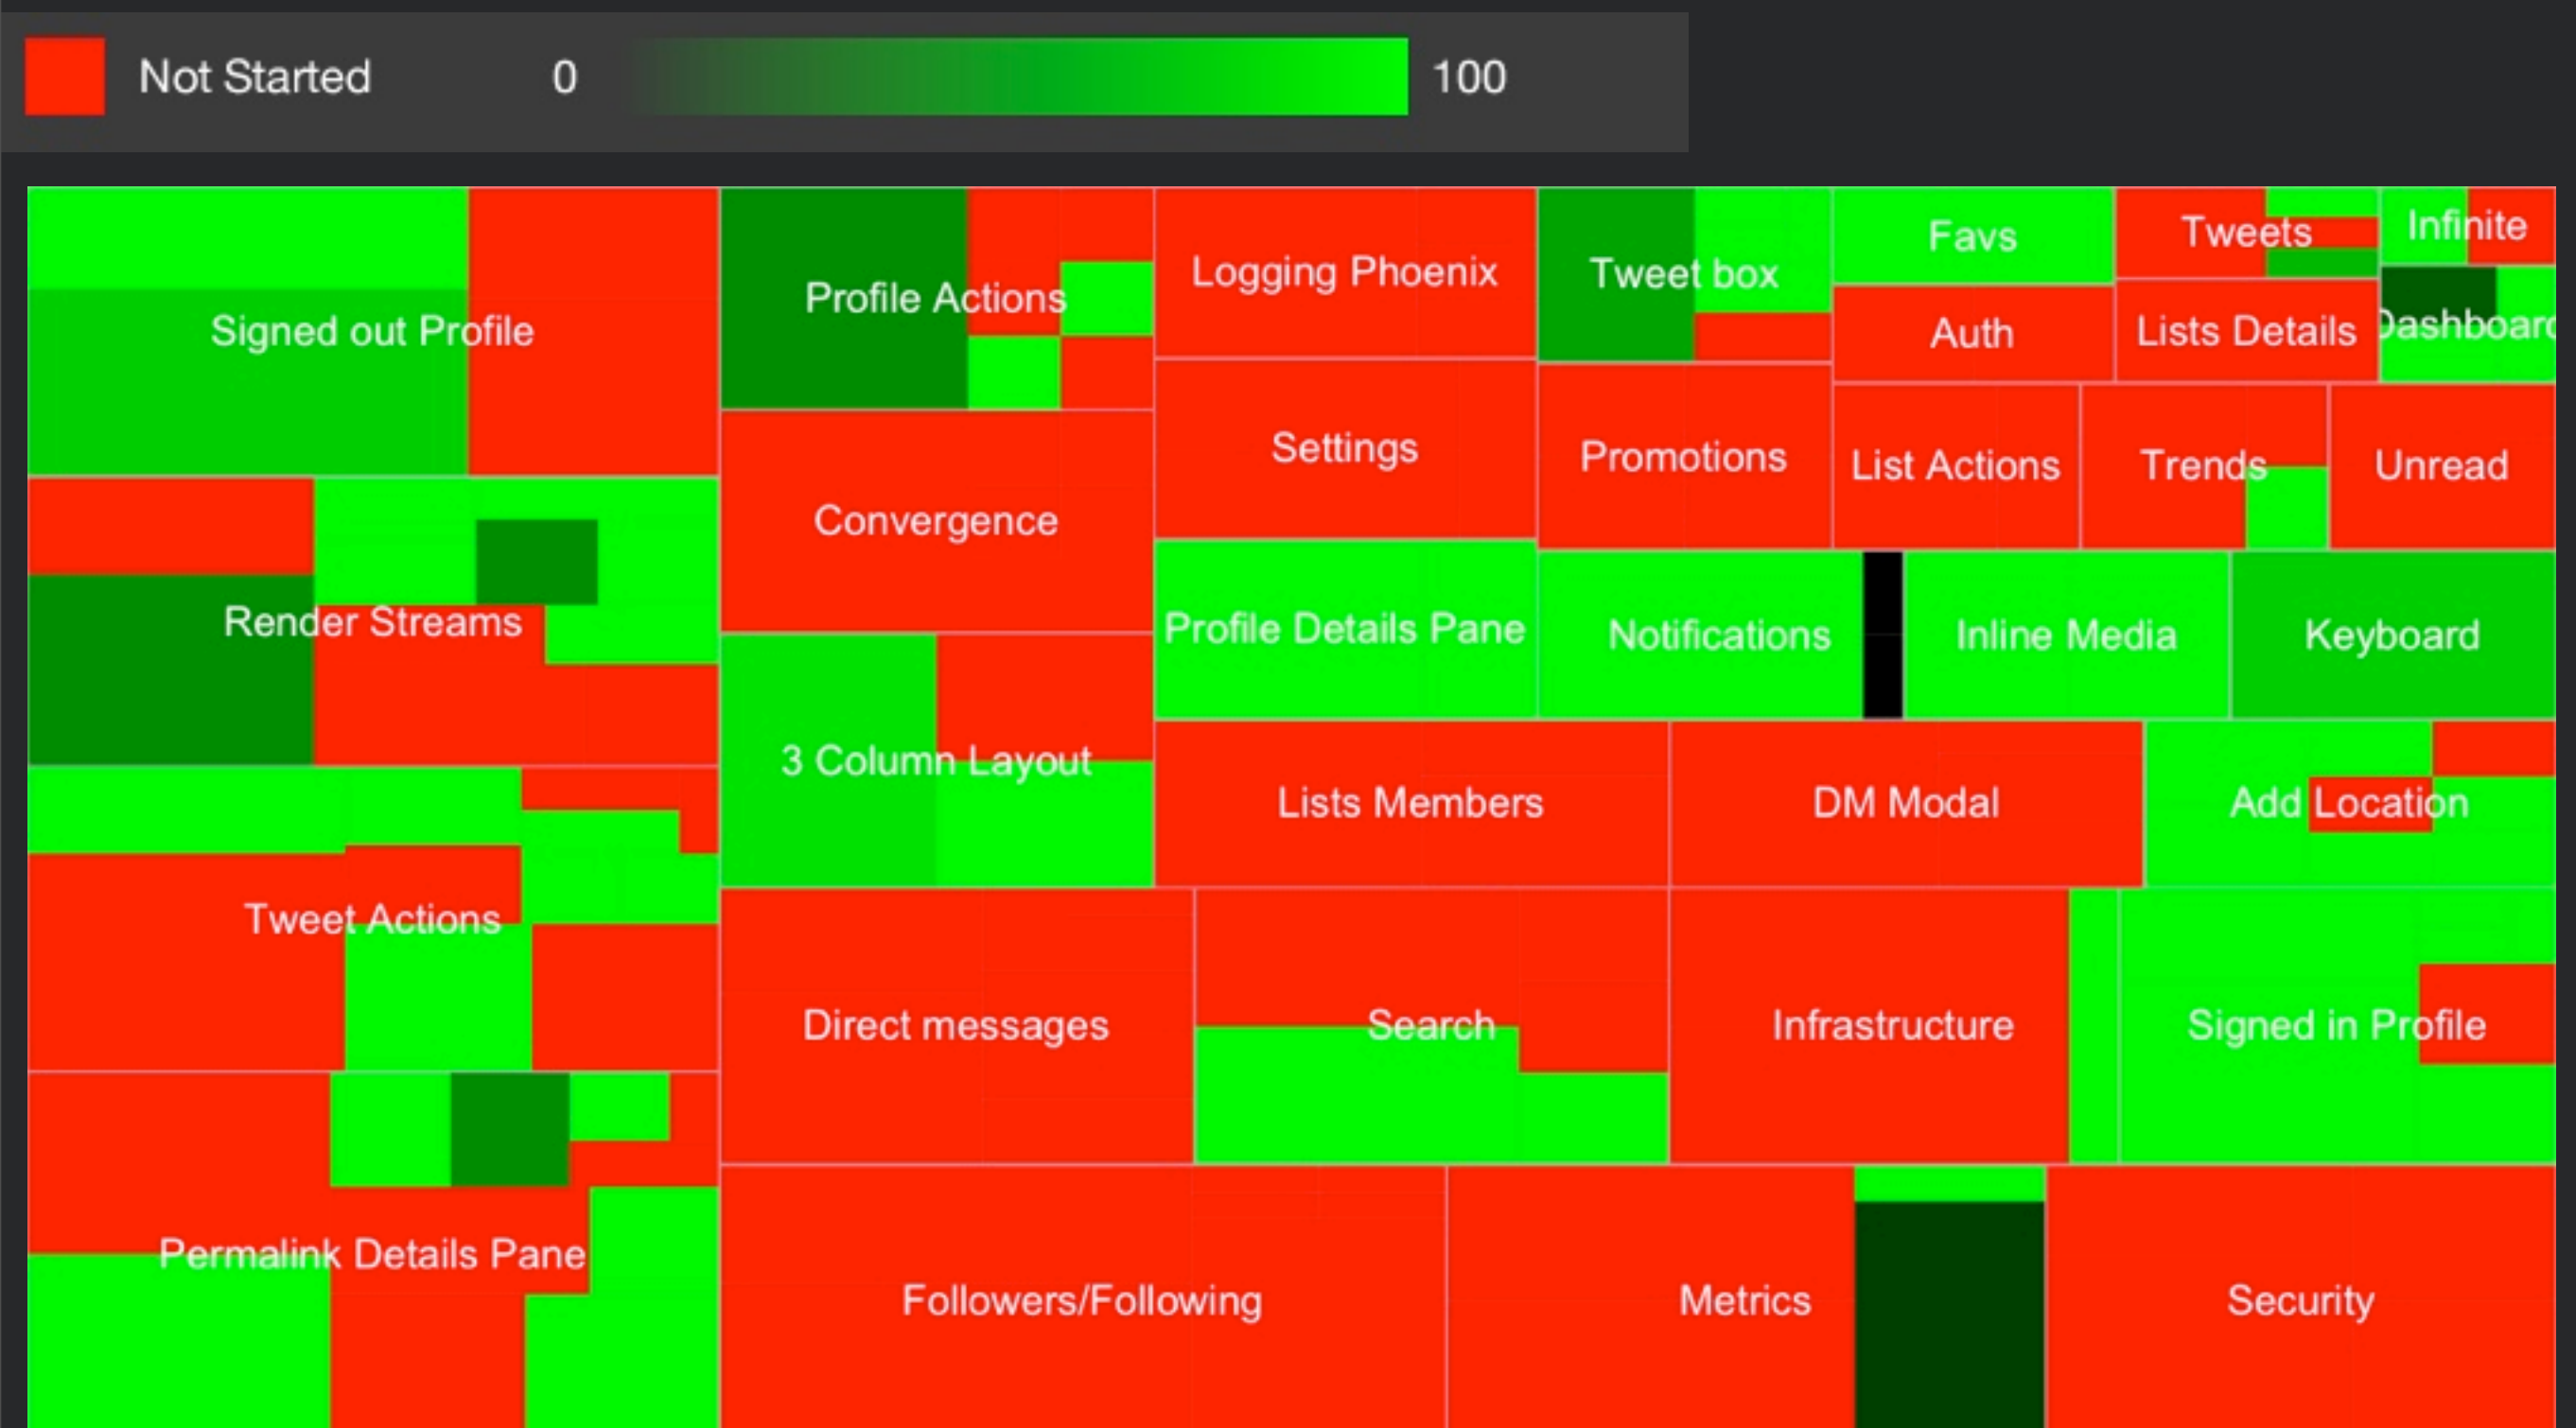 Not Started 0 100
Signed out Profile
Profile Actions
Logging Phoenix
Tweet box
Favs
Tweets
Infinite
Auth
Lists Details
Dashboard
Convergence
Settings
Promotions
List Actions
Trends
Unread
Render Streams
3 Column Layout
Profile Details Pane
Notifications
Inline Media
Keyboard
Tweet Actions
Lists Members
DM Modal
Add Location
Direct messages
Search
Infrastructure
Signed in Profile
Permalink Details Pane
Followers/Following
Metrics
Security